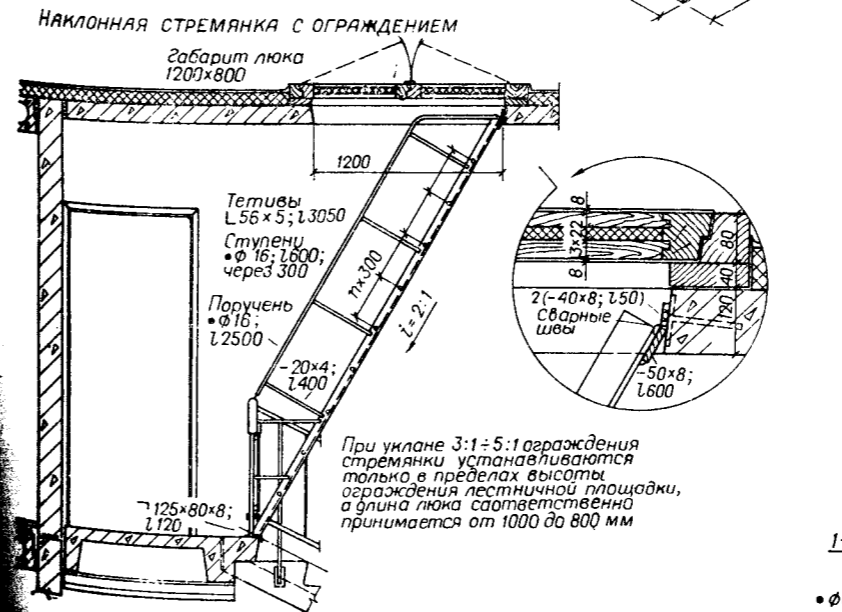 НАКЛОННАЯ СТРЕМЯНКА С ОГРАЖДЕНИЕМ
Габарит люка
1200×800
1200
Тетивы
L 56×5; l3050
Ступени
•Ф 16; l600;
через 300
n×300
Поручень
•Ф16;
l2500
i=2:1
-20×4;
l400
125×80×8;
l120
8
3×22
8
80
40
120
2(-40×8; l50)
Сварные
швы
-50×8;
l600
При уклане 3:1÷5:1 ограждения
стремянки устанавливаются
только в пределах высоты
ограждения лестничной площадки,
а длина люка саответственно
принимается от 1000 до 800 мм
1-
•Ф